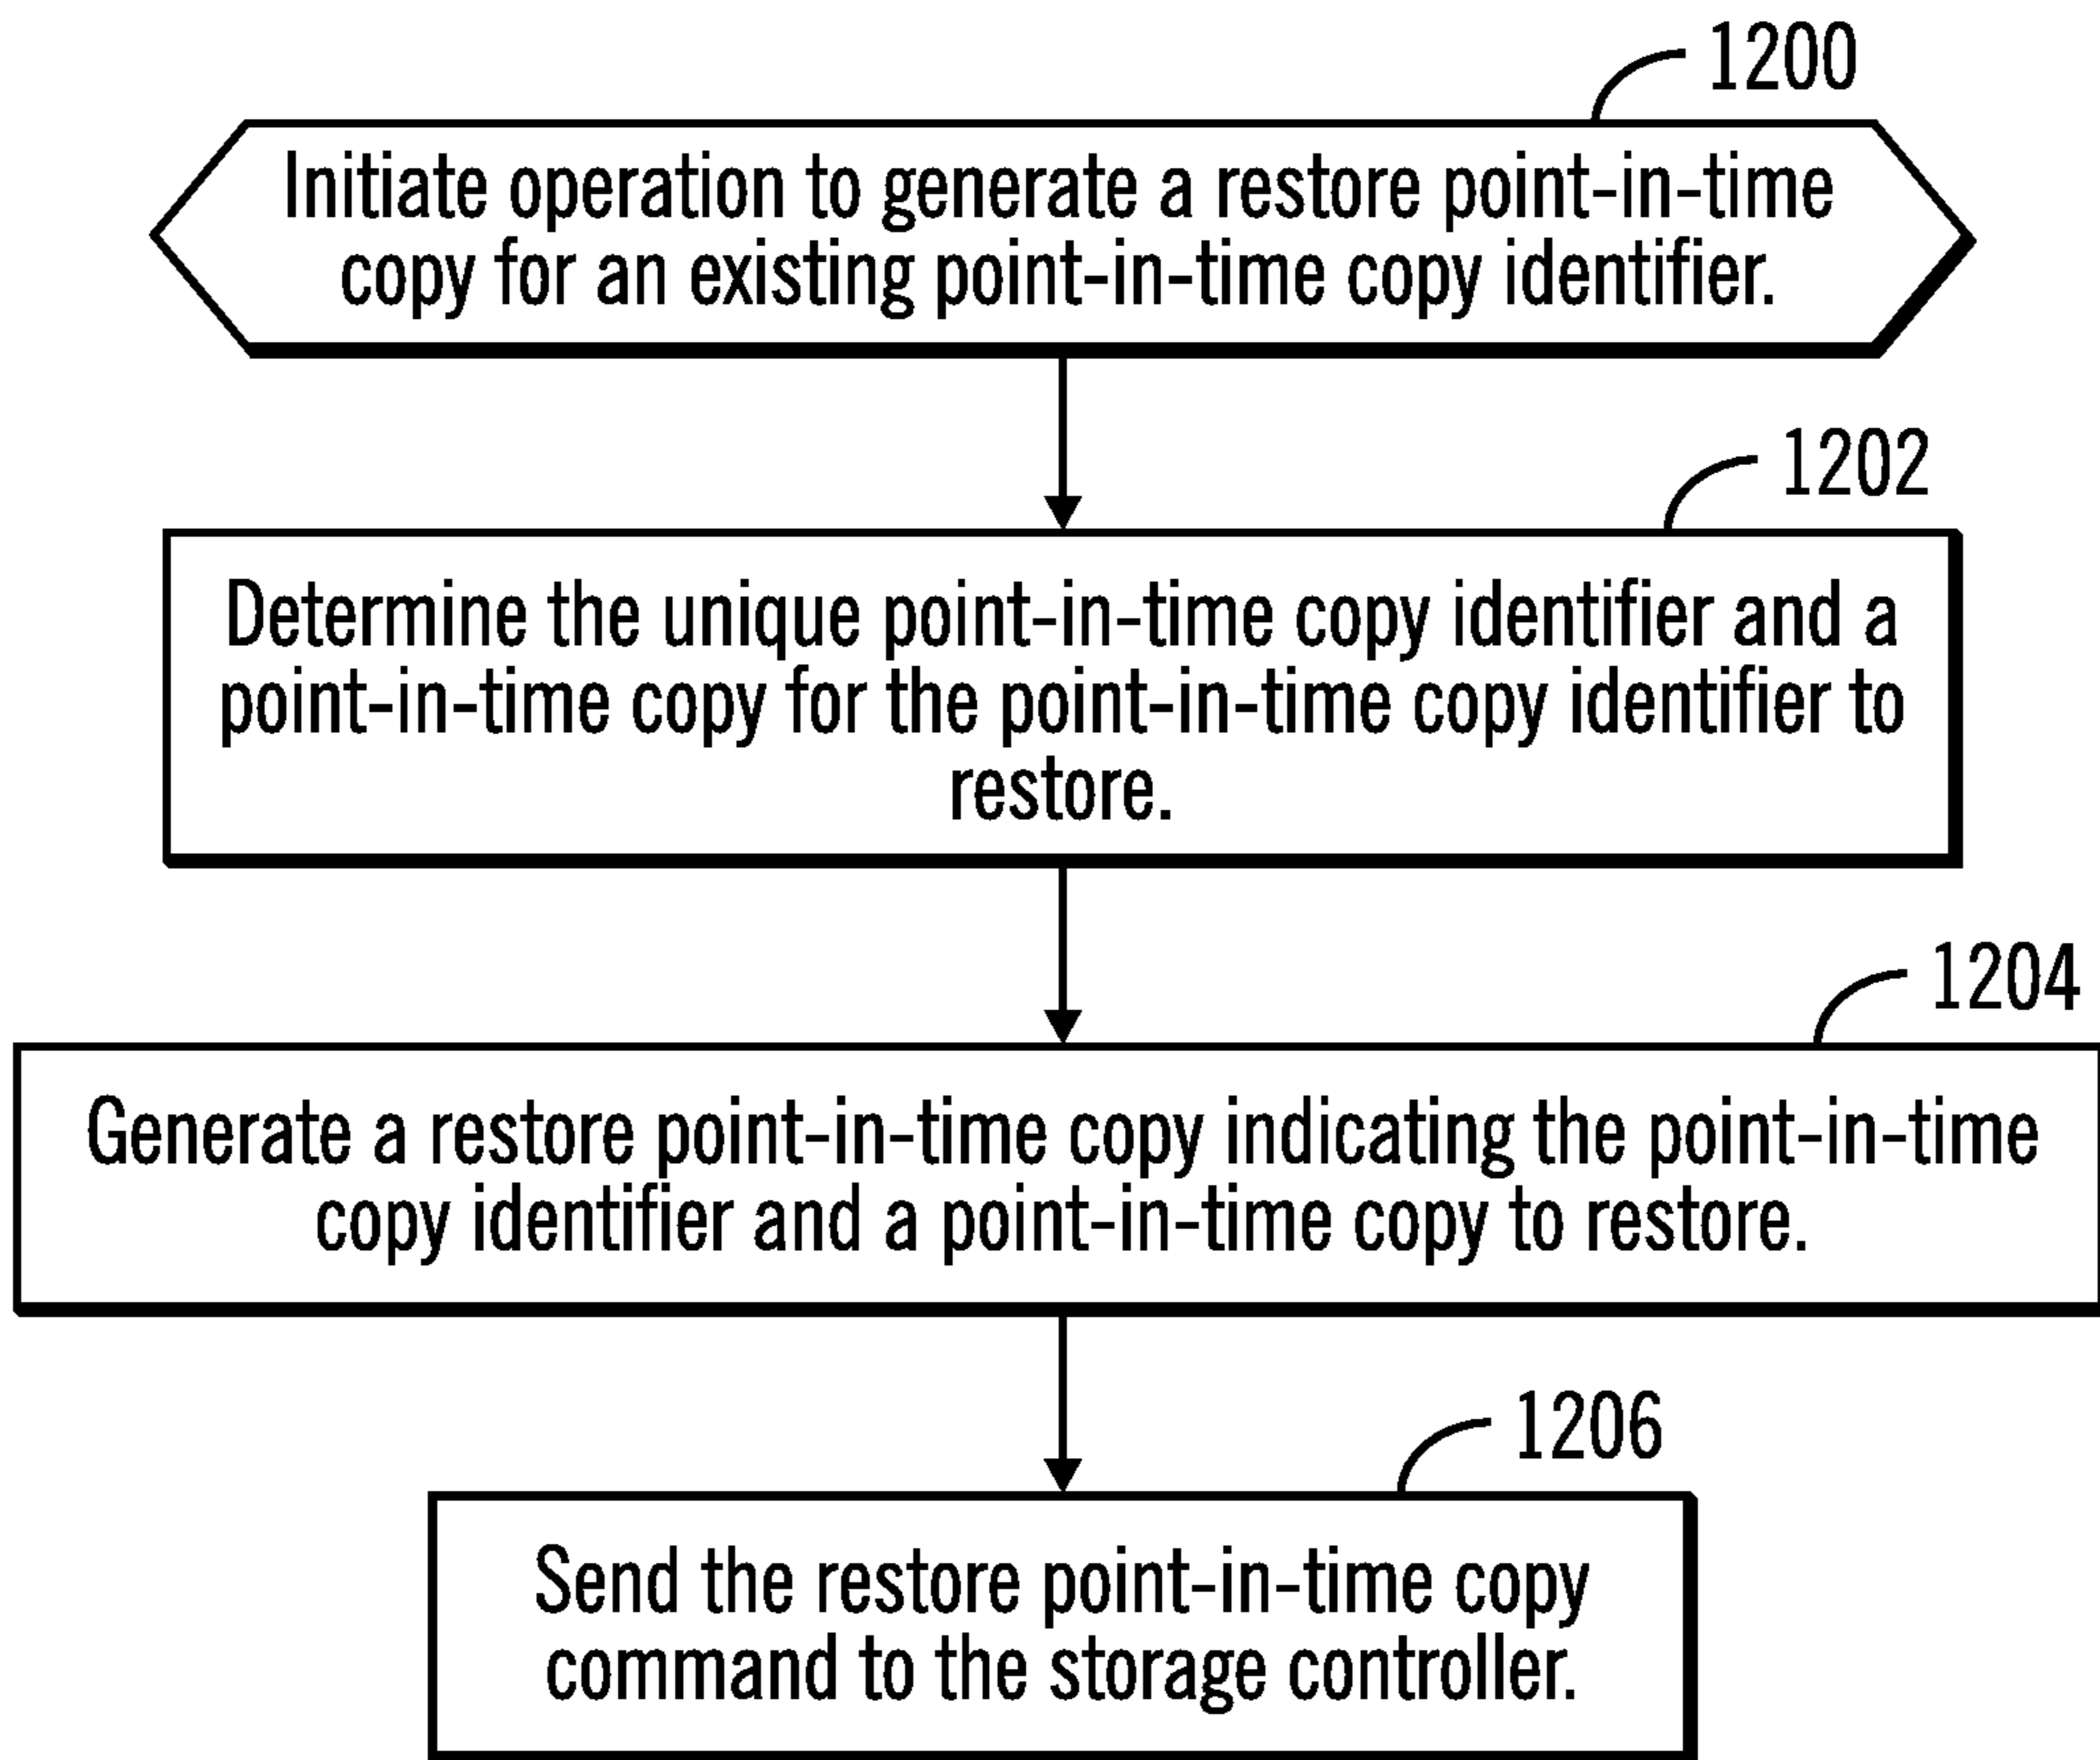 1200
Initiate operation to generate a restore point-in-time
copy for an existing point-in-time copy identifier.
1202
Determine the unique point-in-time copy identifier and a
point-in-time copy for the point-in-time copy identifier to
restore.
1204
Generate a restore point-in-time copy indicating the point-in-time
copy identifier and a point-in-time copy to restore.
1206
Send the restore point-in-time copy
command to the storage controller.